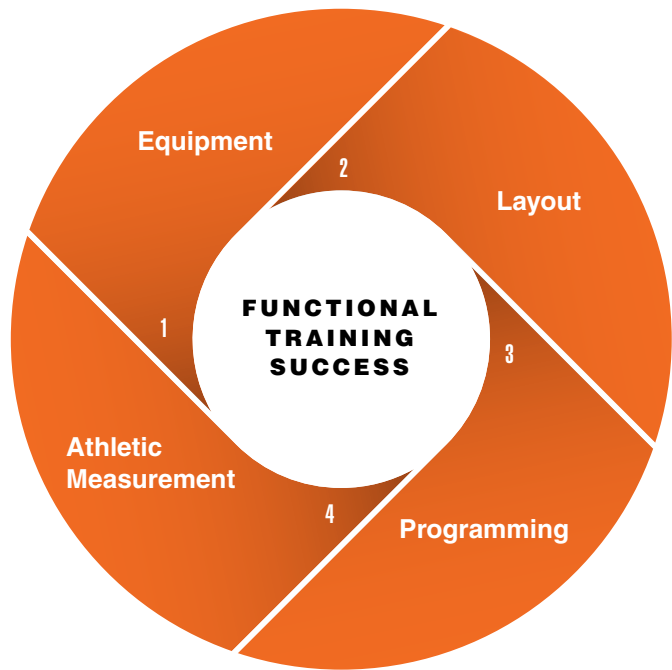 Equipment
2
Layout
FUNCTIONAL
TRAINING
SUCCESS
1
3
Athletic
Measurement
4
Programming